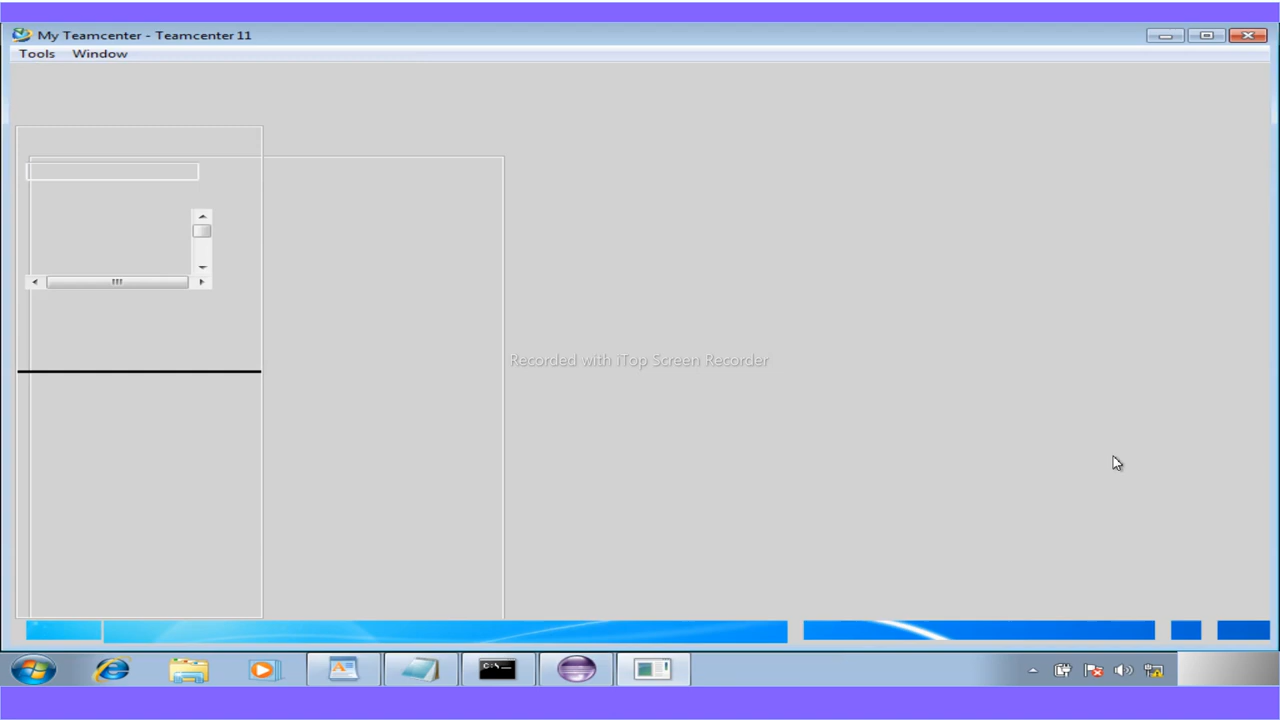 My Teamcenter - Teamcenter 11
Tools Window
Recorded with iTop Screen Recorder